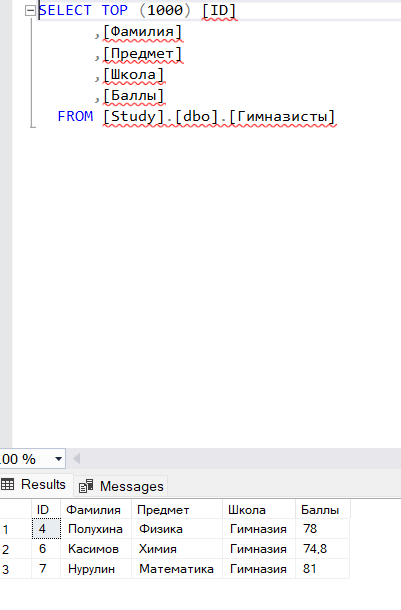 SELECT TOP (1000) [ID]
,[Фамилия]
,[Предмет]
,[Школа]
,[Баллы]
FROM [Study].[dbo].[Гимназисты]
.00 %
Results Messages
ID Фамилия Предмет Школа Баллы
1 4 Полухина Физика Гимназия 78
2 6 Касимов Химия Гимназия 74,8
3 7 Нурулин Математика Гимназия 81